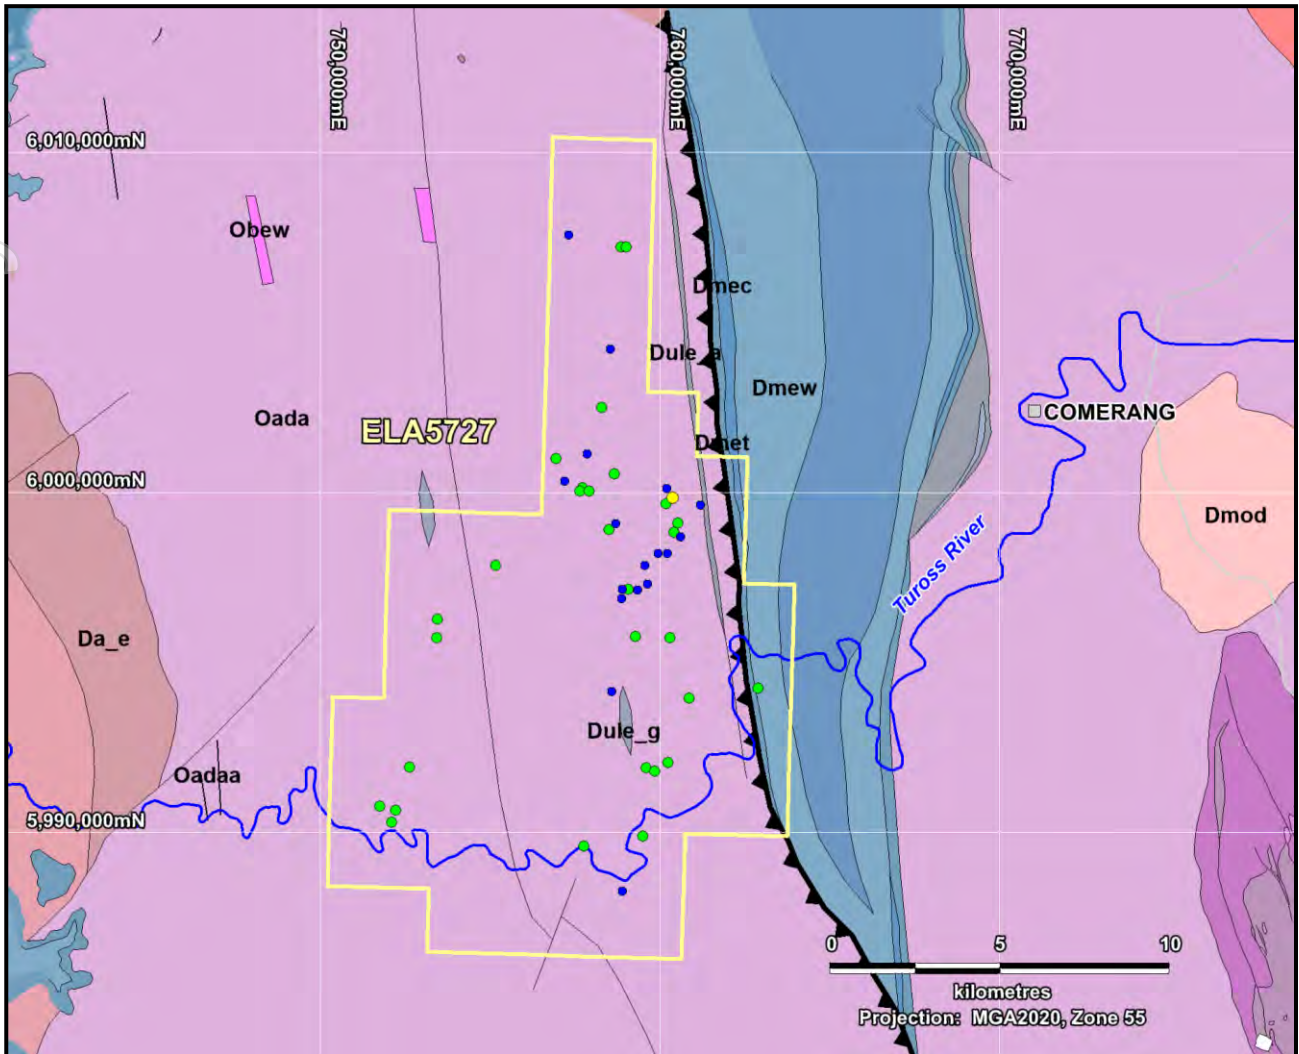 750,000mE
760,000mE
770,000mE
6,010,000mN
Obew
Dmec
Dule_a
Dmew
Oada
ELA5727
COMERANG
Dmet
6,000,000mN
Dmod
Tuross River
Da_e
Dule_g
Oadaa
5,990,000mN
0 5 10
kilometres
Projection: MGA2020, Zone 55